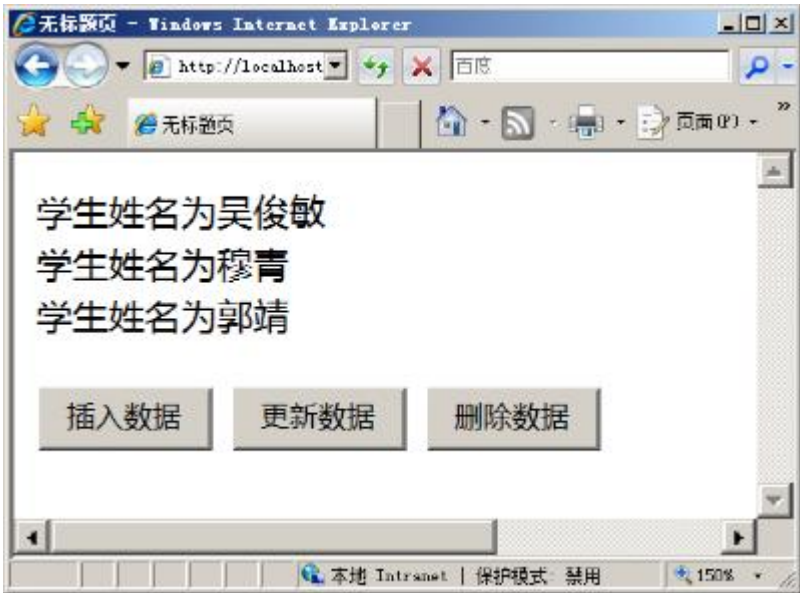 无标题页 - Windows Internet Explorer
http://localhost
百度
无标题页
页面(P)
学生姓名为吴俊敏
学生姓名为穆青
学生姓名为郭靖
插入数据 更新数据 删除数据
本地 Intranet | 保护模式: 禁用 150%